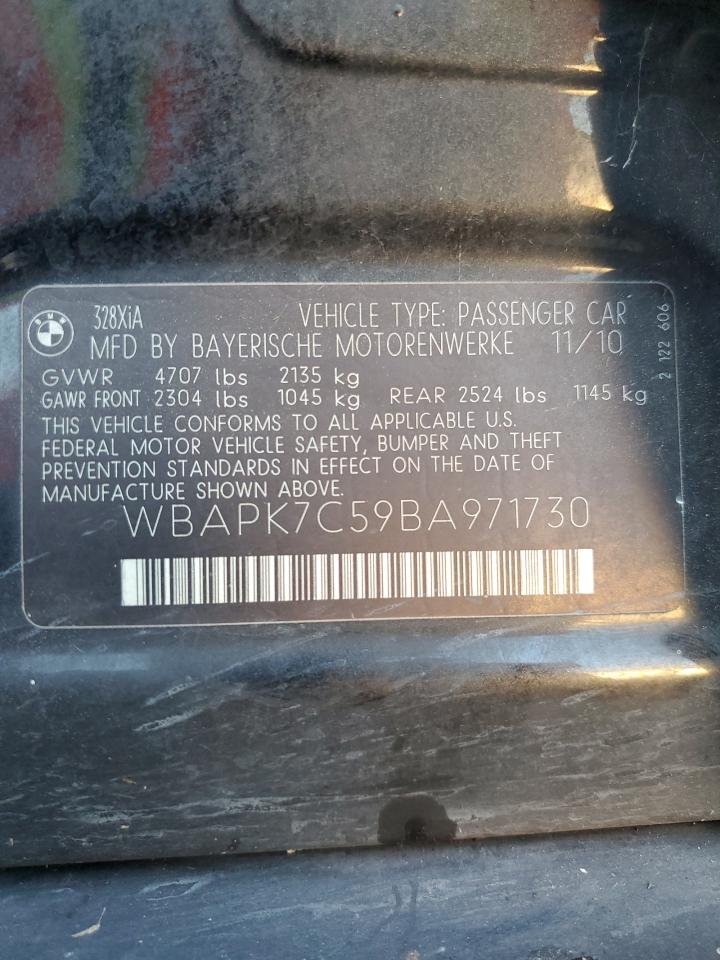 BMW
328XiA VEHICLE TYPE: PASSENGER CAR
MFD BY BAYERISCHE MOTORENWERKE 11/10
GVWR 4707 lbs 2135 kg
GAWR FRONT 2304 lbs 1045 kg REAR 2524 lbs 1145 kg
THIS VEHICLE CONFORMS TO ALL APPLICABLE U.S.
FEDERAL MOTOR VEHICLE SAFETY, BUMPER AND THEFT
PREVENTION STANDARDS IN EFFECT ON THE DATE OF
MANUFACTURE SHOWN ABOVE.
WBAPK7C59BA971730
2 122 606